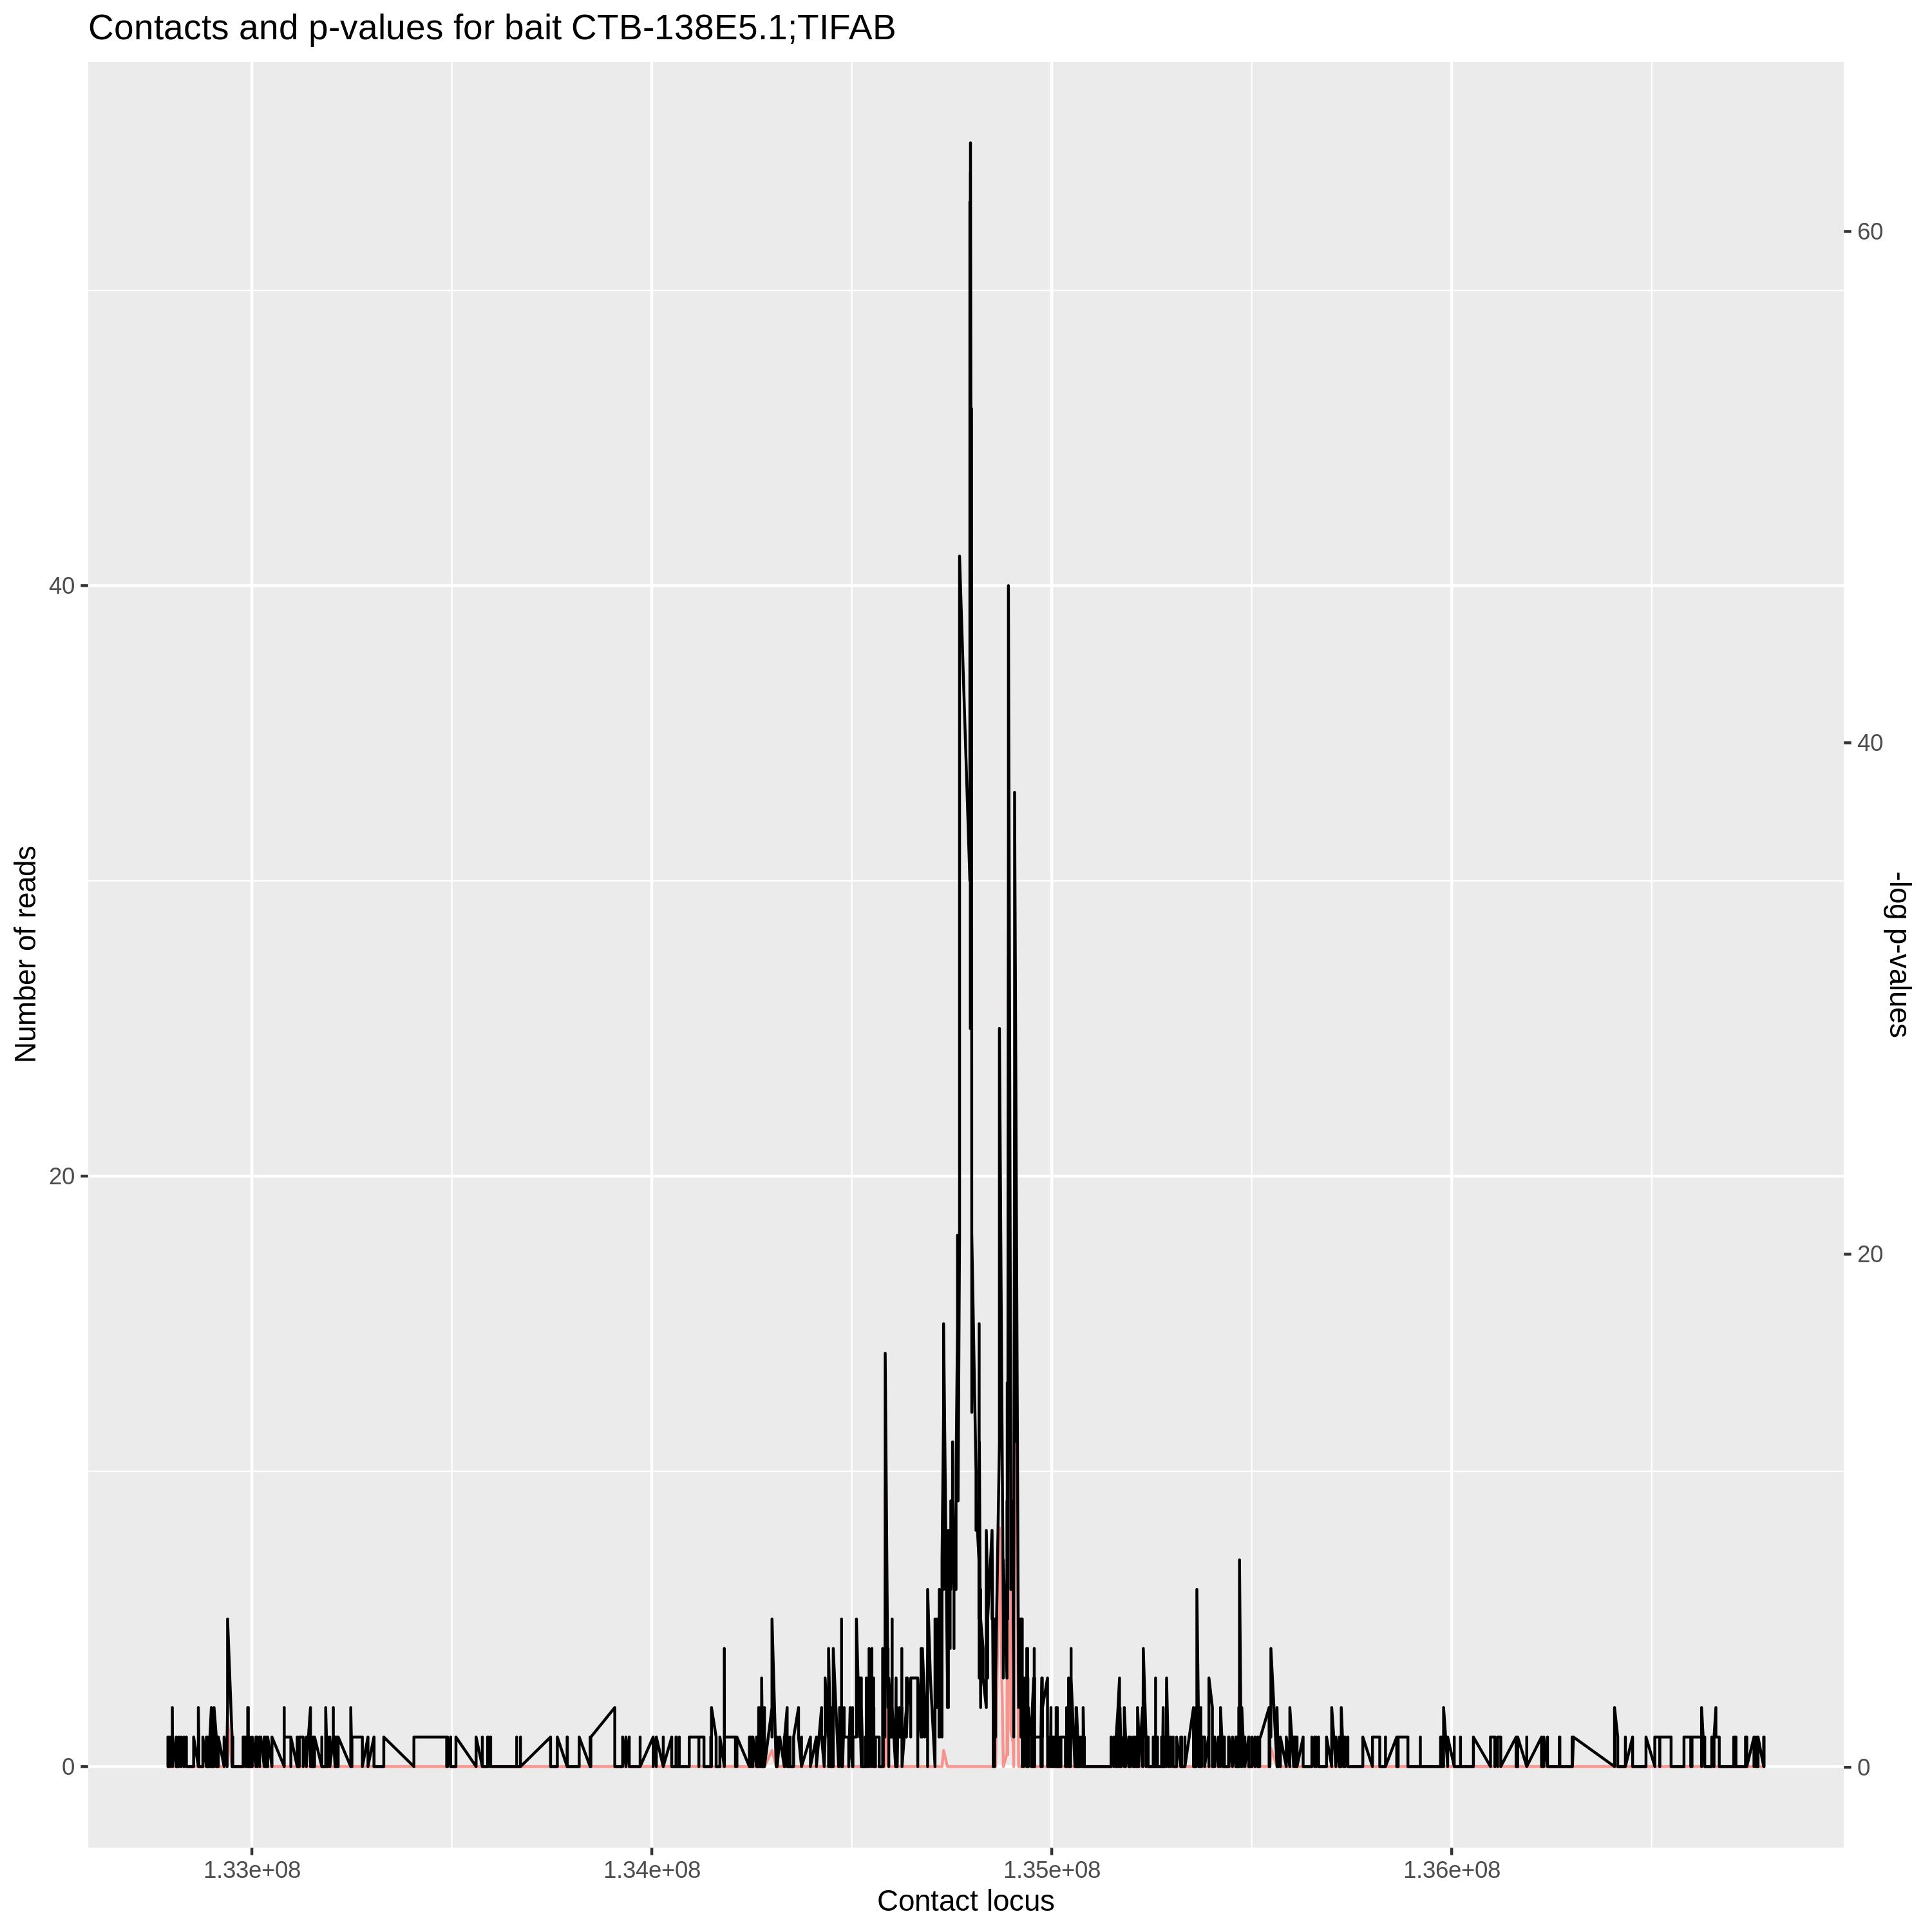 Contacts and p-values for bait CTB-138E5.1;TIFAB
60
40
40
Number of reads
-log p-values
20
20
0
0
1.33e+08
1.34e+08
1.35e+08
1.36e+08
Contact locus